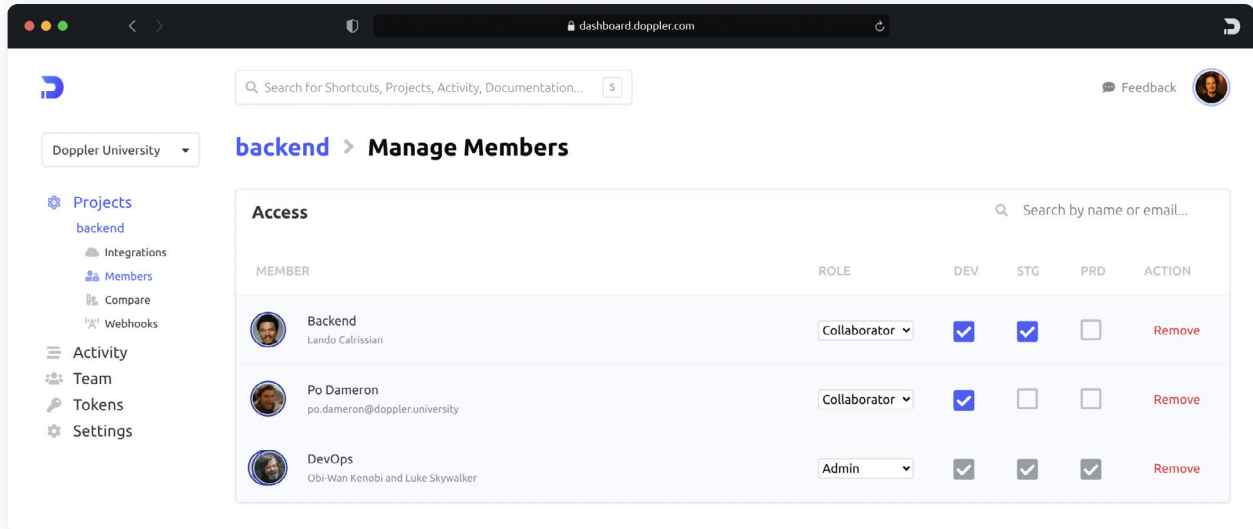 dashboard.doppler.com
Search for Shortcuts, Projects, Activity, Documentation... S
Feedback
Doppler University
backend > Manage Members
Projects
backend
Integrations
Members
Compare
Webhooks
Activity
Team
Tokens
Settings
Access
Search by name or email...
MEMBER ROLE DEV STG PRD ACTION
Backend
Lando Calrissian
Collaborator
Remove
Po Dameron
po.dameron@doppler.university
Collaborator
Remove
DevOps
Obi-Wan Kenobi and Luke Skywalker
Admin
Remove